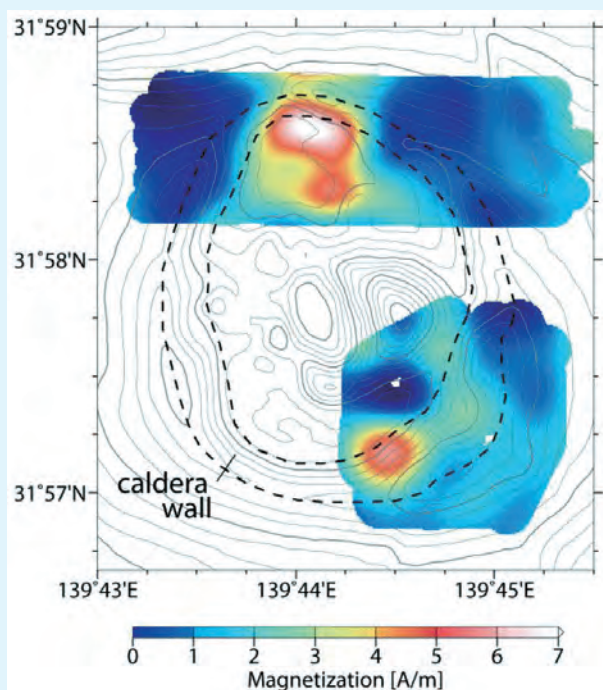 31°59'N
31°58'
31°57'
caldera
wall
139°43'E
139°44'E
139°45'E
0 1 2 3 4 5 6 7
Magnetization [A/m]